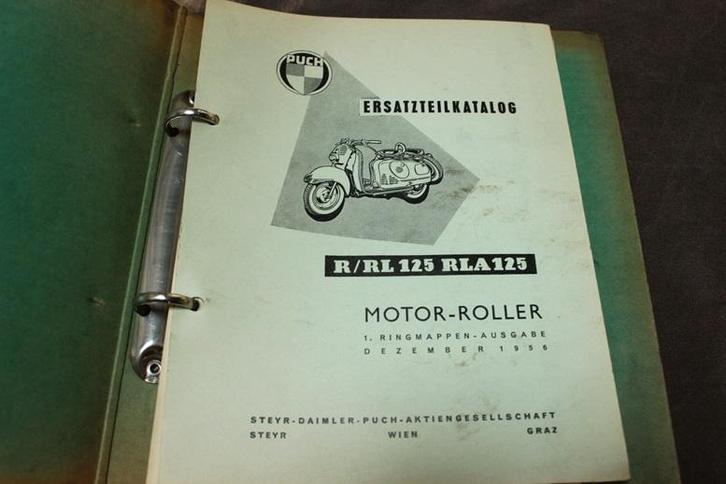 PUCH
ERSATZTEILKATALOG
R/RL 125 RLA 125
MOTOR-ROLLER
1. RINGMAPPEN-AUSGABE
DEZEMBER 1956
STEYR-DAIMLER-PUCH-AKTIENGESELLSCHAFT
STEYR WIEN GRAZ